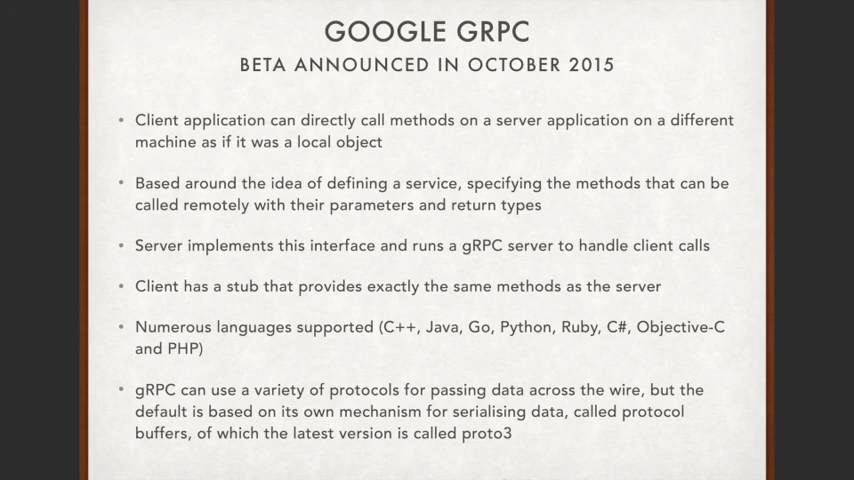 GOOGLE GRPC
BETA ANNOUNCED IN OCTOBER 2015
• Client application can directly call methods on a server application on a different
machine as if it was a local object
• Based around the idea of defining a service, specifying the methods that can be
called remotely with their parameters and return types
• Server implements this interface and runs a gRPC server to handle client calls
• Client has a stub that provides exactly the same methods as the server
• Numerous languages supported (C++, Java, Go, Python, Ruby, C#, Objective-C
and PHP)
• gRPC can use a variety of protocols for passing data across the wire, but the
default is based on its own mechanism for serialising data, called protocol
buffers, of which the latest version is called proto3